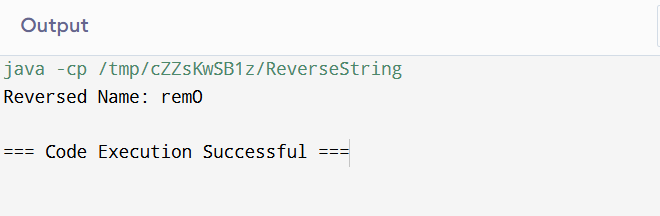 Output
java -cp /tmp/cZZsKwSB1z/ReverseString
Reversed Name: remO
=== Code Execution Successful ===